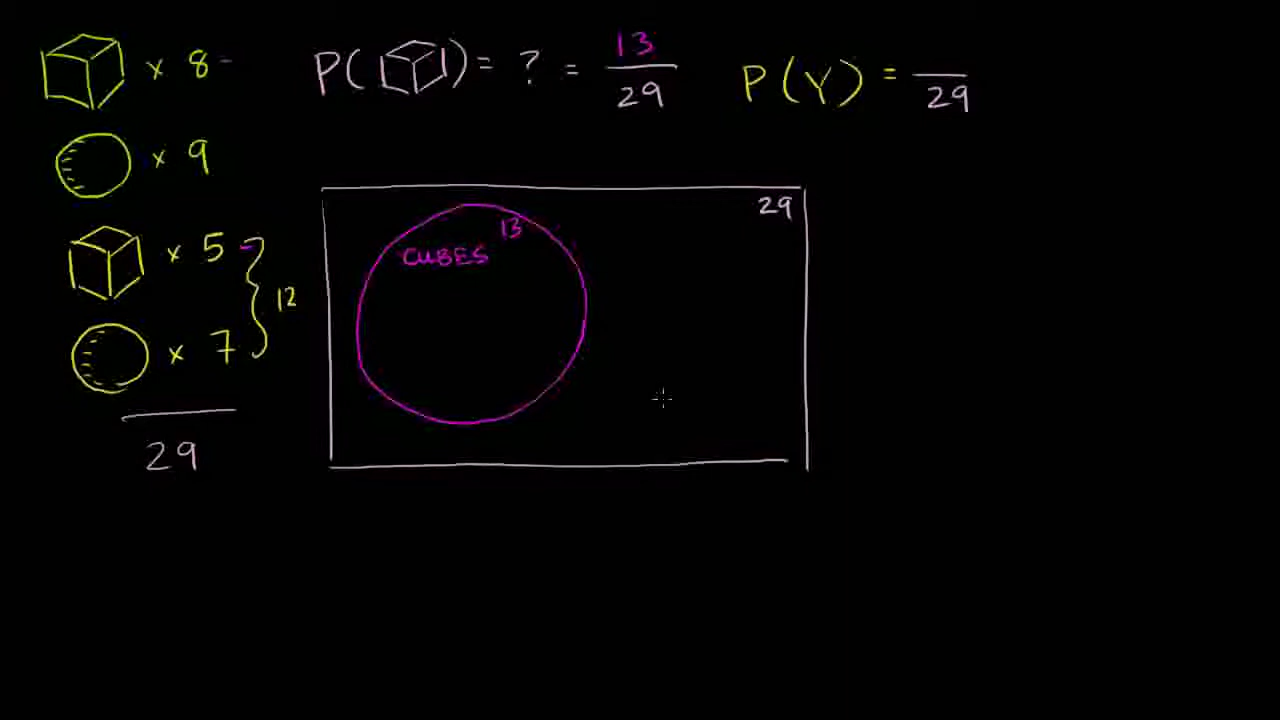 × 8
× 9
× 5
12
× 7
29
P( ) = ? = 13/29
P(Y) = /29
29
13
CUBES